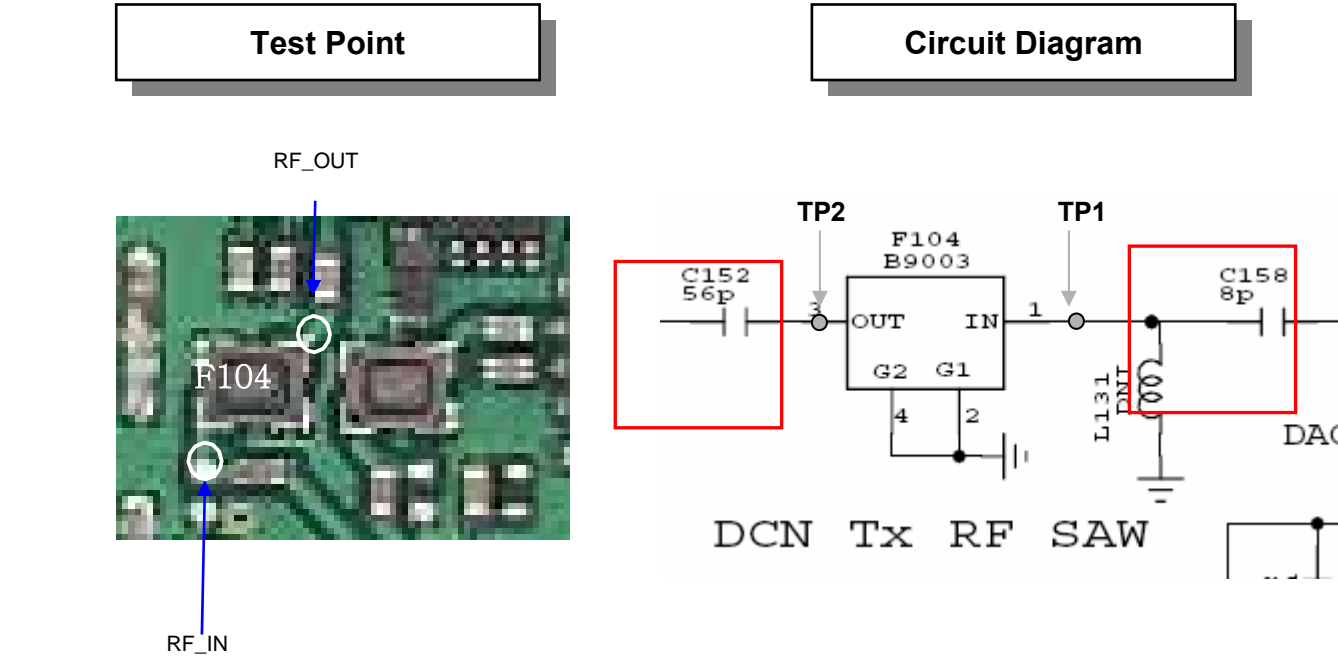 Test Point
Circuit Diagram
RF_OUT
F104
RF_IN
TP2
TP1
F104
B9003
C152
56p
C158
8p
3
1
OUT
IN
G2
G1
4
2
L131
DNT
DAC
DCN Tx RF SAW